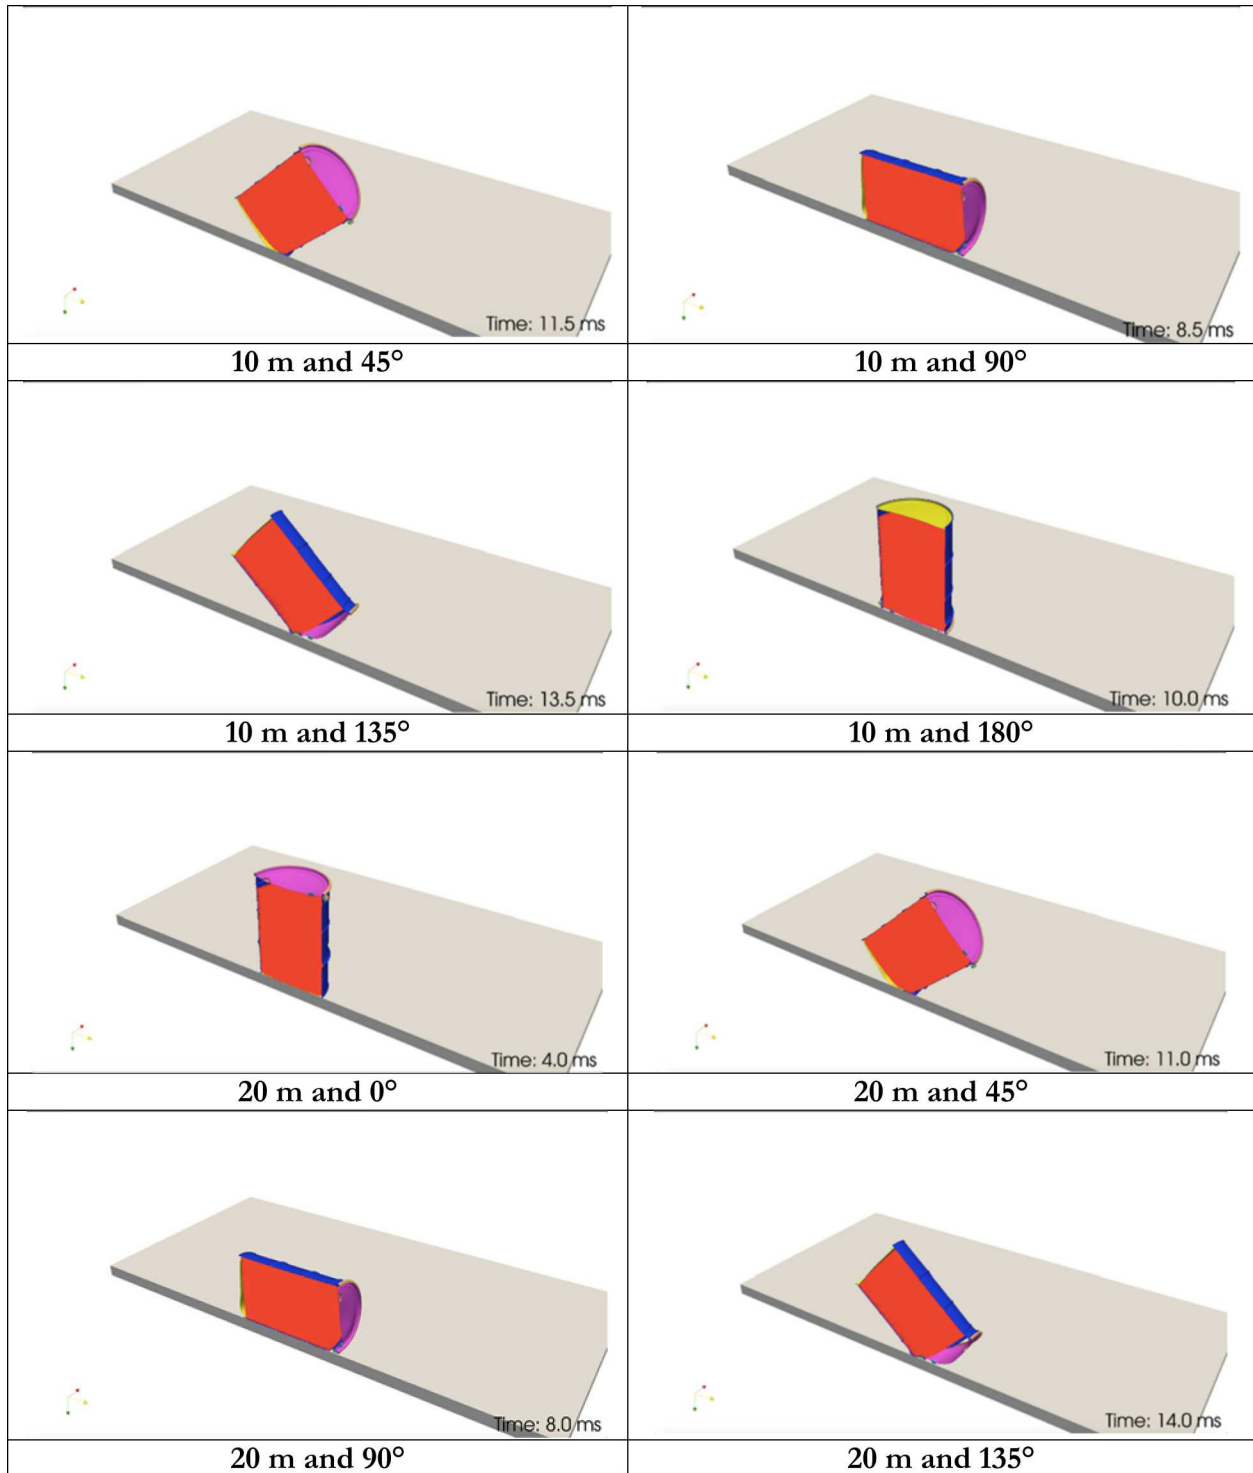 Time: 11.5 ms
Time: 8.5 ms
10 m and 45°
10 m and 90°
Time: 13.5 ms
Time: 10.0 ms
10 m and 135°
10 m and 180°
Time: 4.0 ms
Time: 11.0 ms
20 m and 0°
20 m and 45°
Time: 8.0 ms
Time: 14.0 ms
20 m and 90°
20 m and 135°